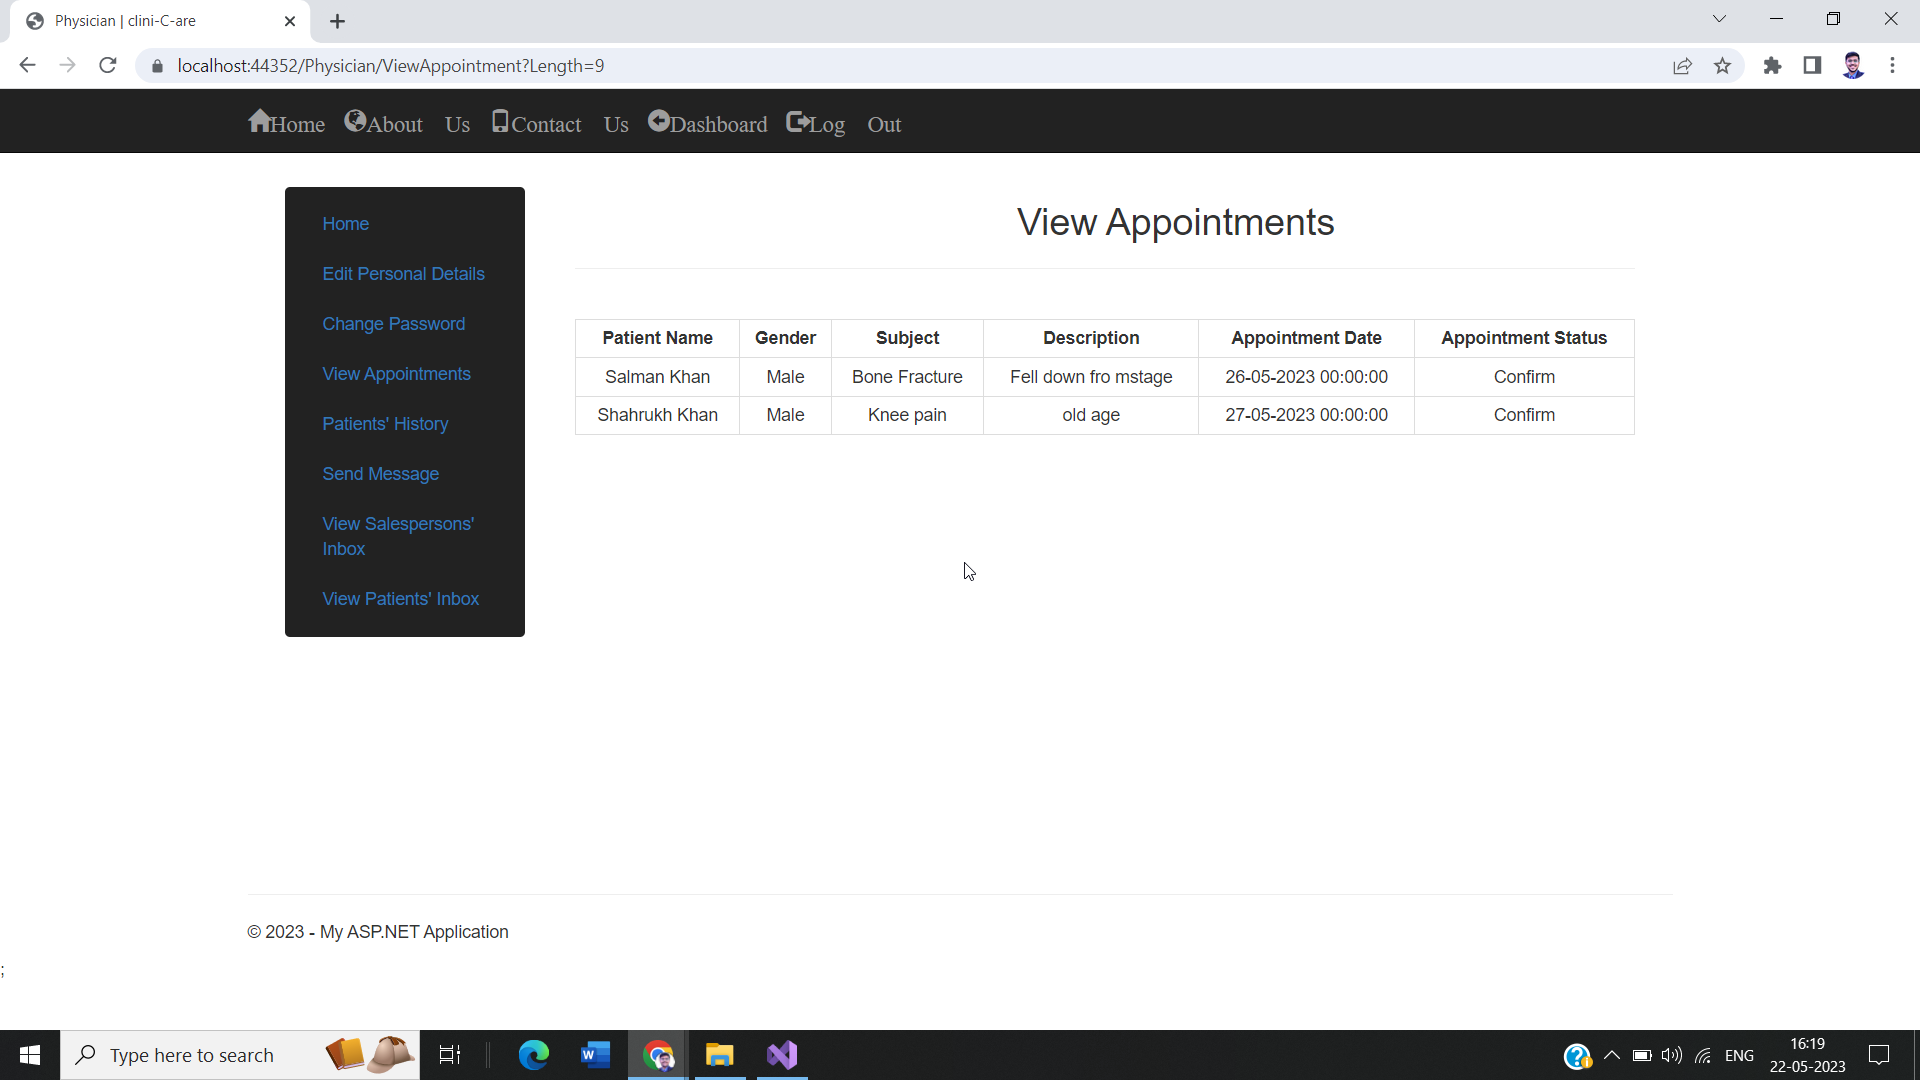 Physician | clini-C-are
localhost:44352/Physician/ViewAppointment?Length=9
Home About Us Contact Us Dashboard Log Out
Home
Edit Personal Details
Change Password
View Appointments
Patients' History
Send Message
View Salespersons'
Inbox
View Patients' Inbox
View Appointments
Patient Name Gender Subject Description Appointment Date Appointment Status
Salman Khan Male Bone Fracture Fell down fro mstage 26-05-2023 00:00:00 Confirm
Shahrukh Khan Male Knee pain old age 27-05-2023 00:00:00 Confirm
© 2023 - My ASP.NET Application
;
Type here to search
ENG
16:19
22-05-2023